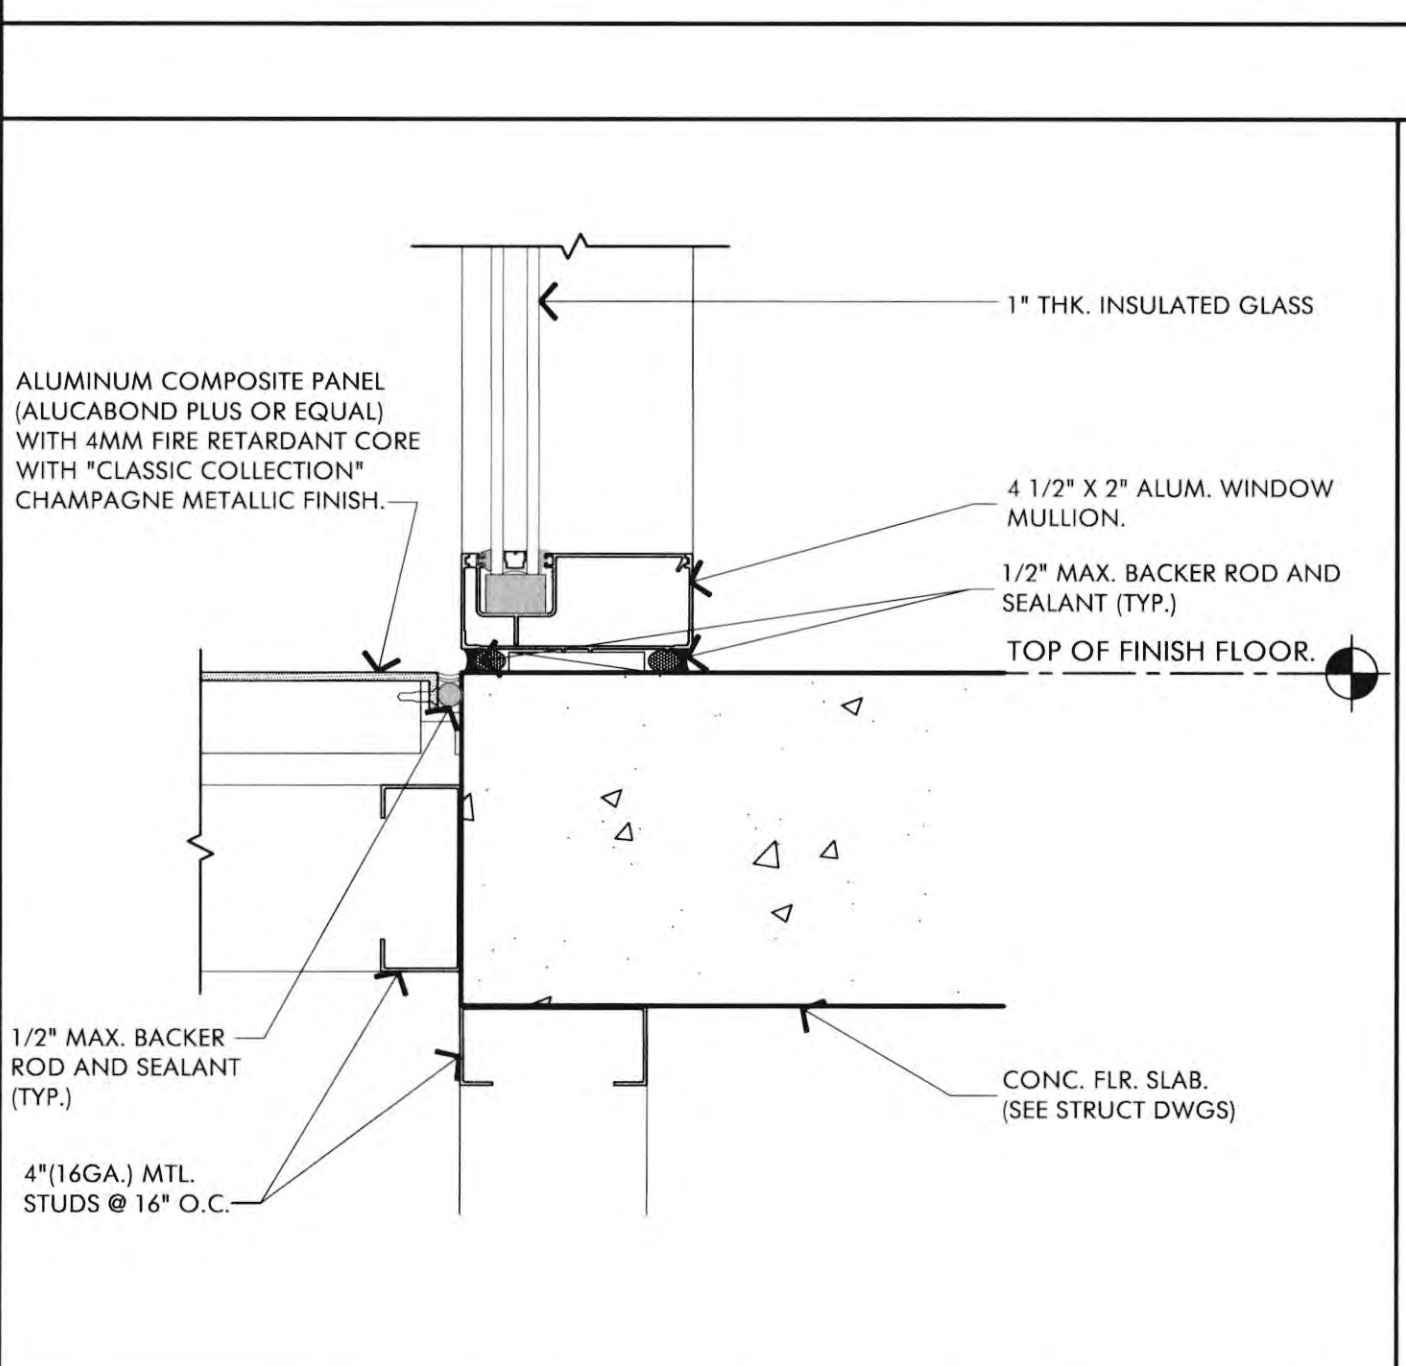 1" THK. INSULATED GLASS
ALUMINUM COMPOSITE PANEL
(ALUCABOND PLUS OR EQUAL)
WITH 4MM FIRE RETARDANT CORE
WITH "CLASSIC COLLECTION"
CHAMPAGNE METALLIC FINISH.
4 1/2" X 2" ALUM. WINDOW
MULLION.
1/2" MAX. BACKER ROD AND
SEALANT (TYP.)
TOP OF FINISH FLOOR.
1/2" MAX. BACKER
ROD AND SEALANT
(TYP.)
CONC. FLR. SLAB.
(SEE STRUCT DWGS)
4"(16GA.) MTL.
STUDS @ 16" O.C.